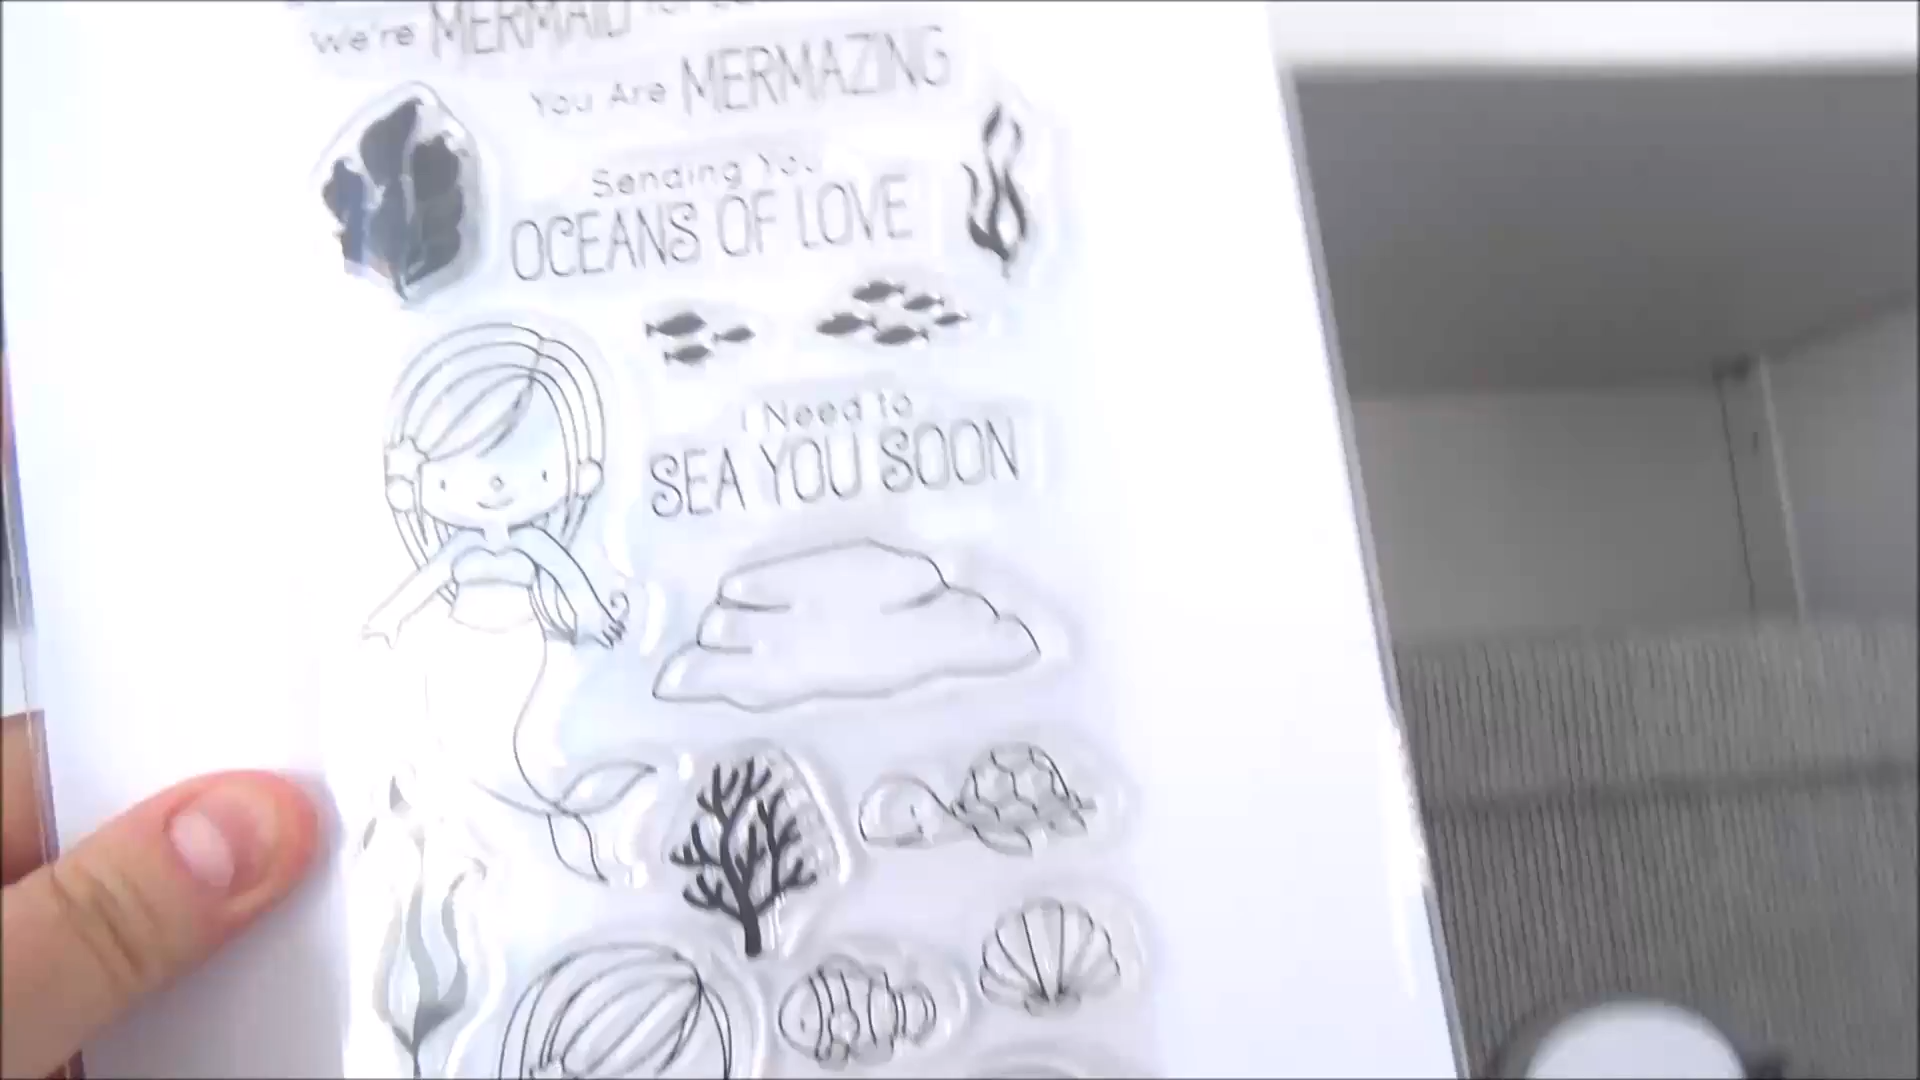 We're MERMAID
You Are MERMAZING
Sending You
OCEANS OF LOVE
I Need to
SEA YOU SOON